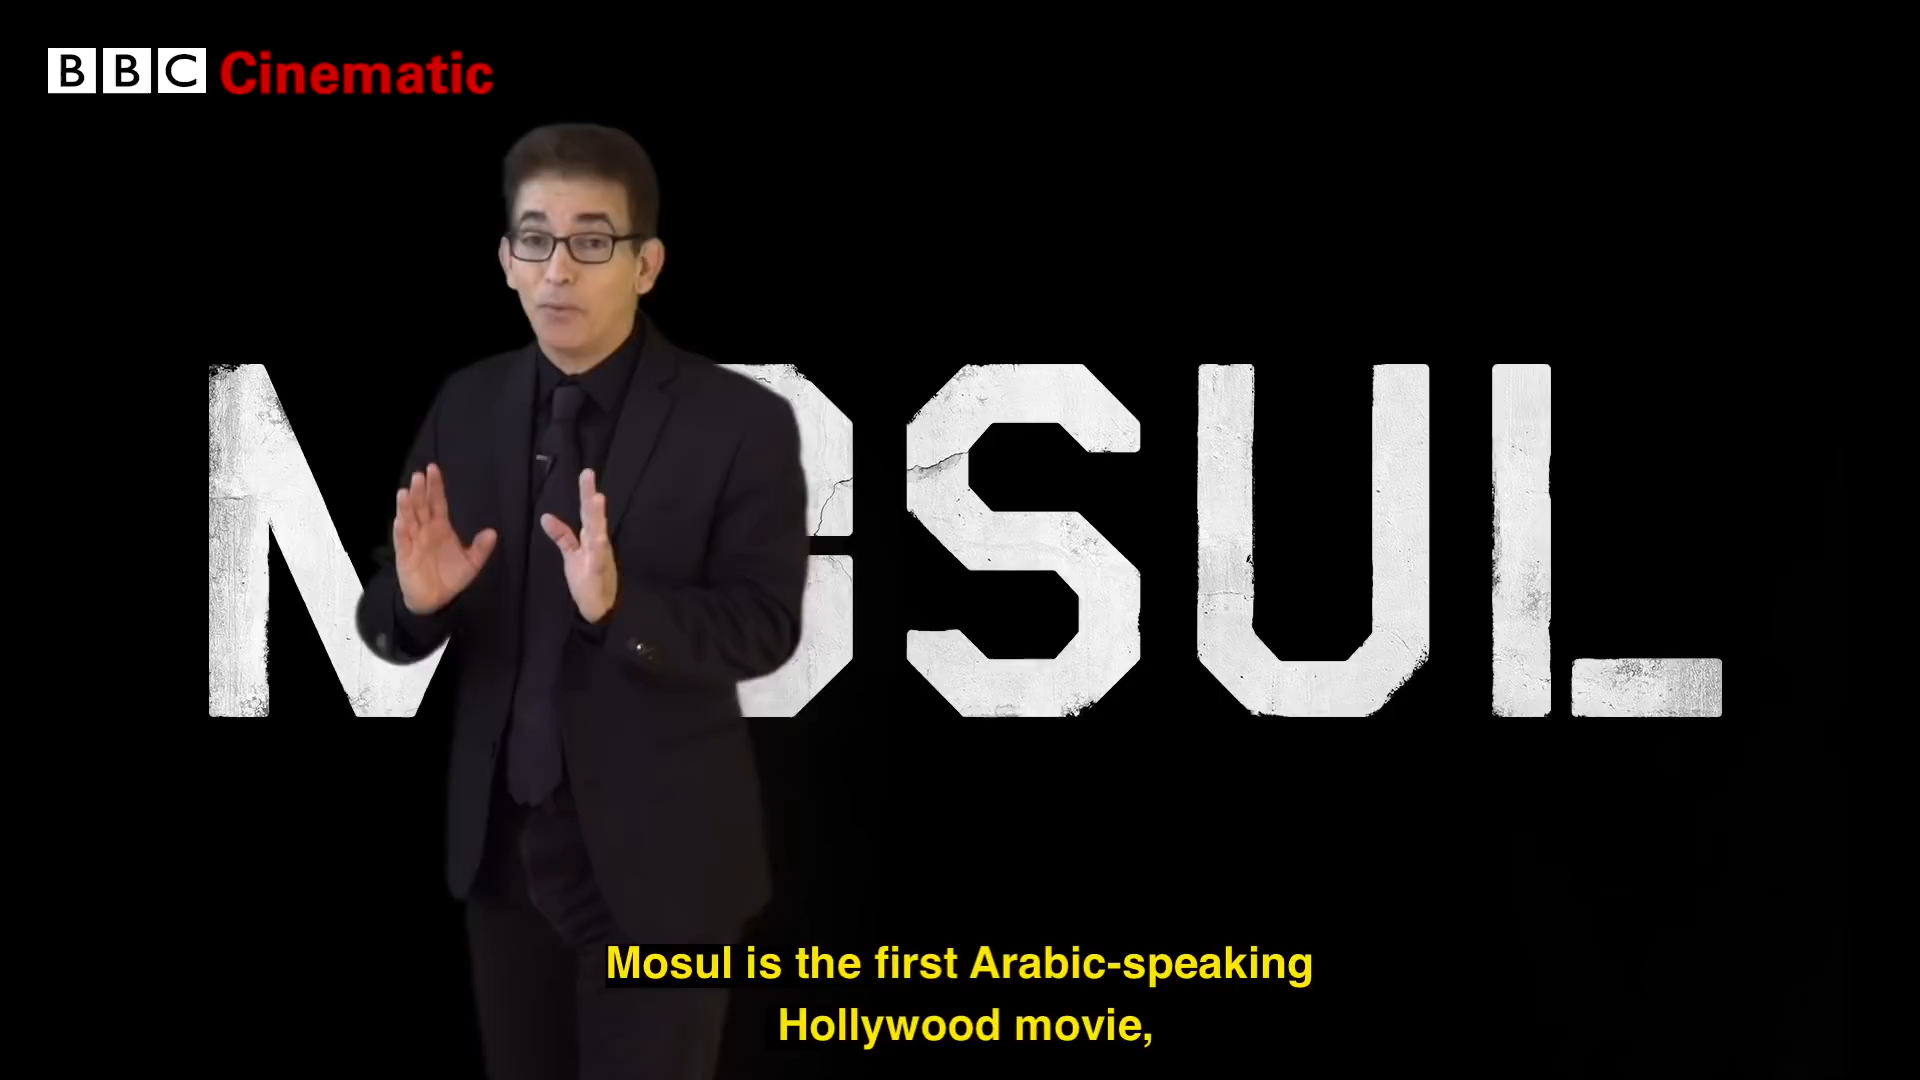 BBC Cinematic
MOSUL
Mosul is the first Arabic-speaking
Hollywood movie,